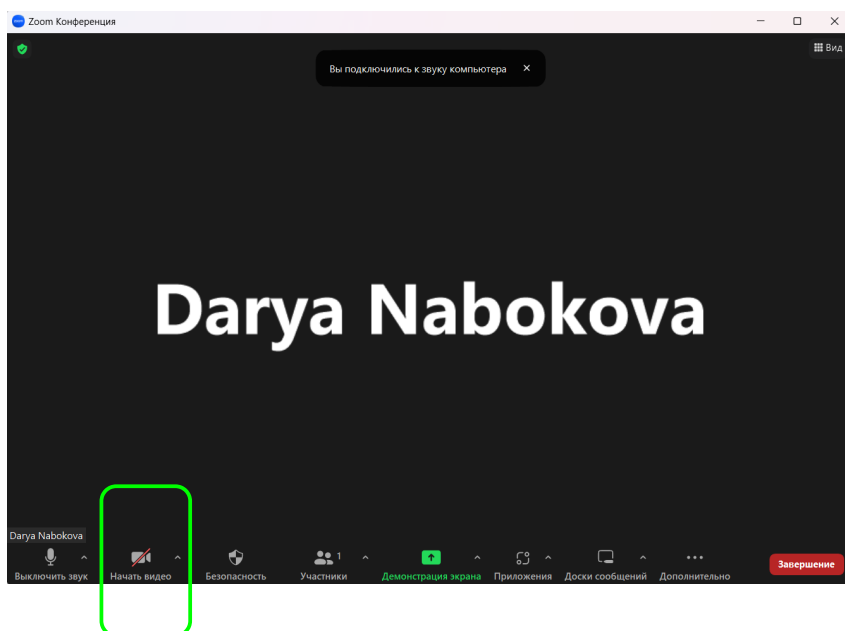 Zoom Конференция
Вид
Вы подключились к звуку компьютера
Darya Nabokova
Darya Nabokova
1
Выключить звук Начать видео Безопасность Участники Демонстрация экрана Приложения Доски сообщений Дополнительно Завершение